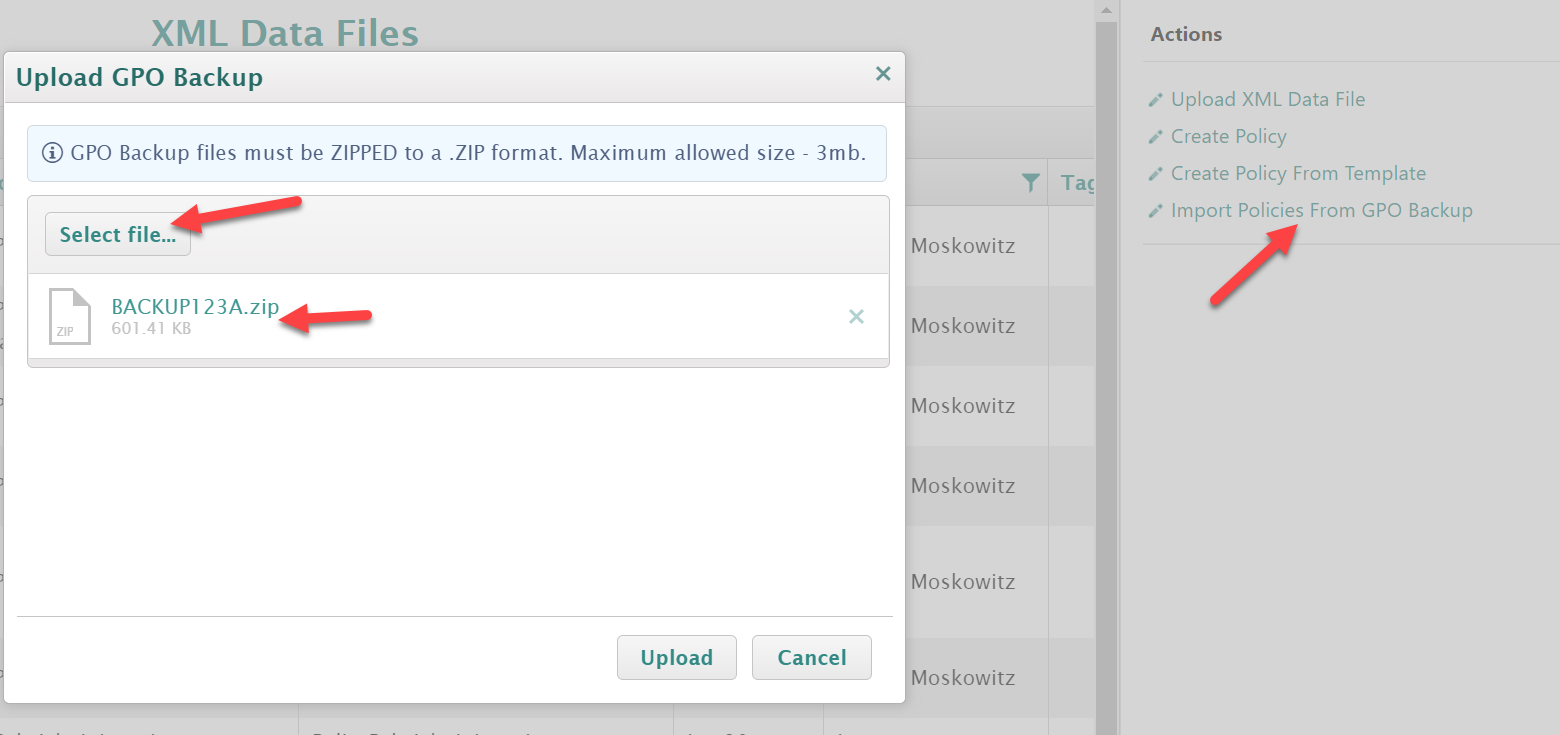 XML Data Files
Upload GPO Backup
GPO Backup files must be ZIPPED to a .ZIP format. Maximum allowed size - 3mb.
Select file...
ZIP
BACKUP123A.zip
601.41 KB
Upload
Cancel
Moskowitz
Moskowitz
Moskowitz
Moskowitz
Moskowitz
Moskowitz
Actions
Upload XML Data File
Create Policy
Create Policy From Template
Import Policies From GPO Backup